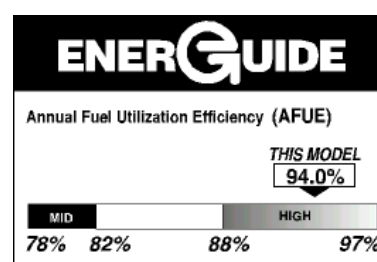 ENERGUIDE
Annual Fuel Utilization Efficiency (AFUE)
THIS MODEL
94.0%
MID HIGH
78% 82% 88% 97%